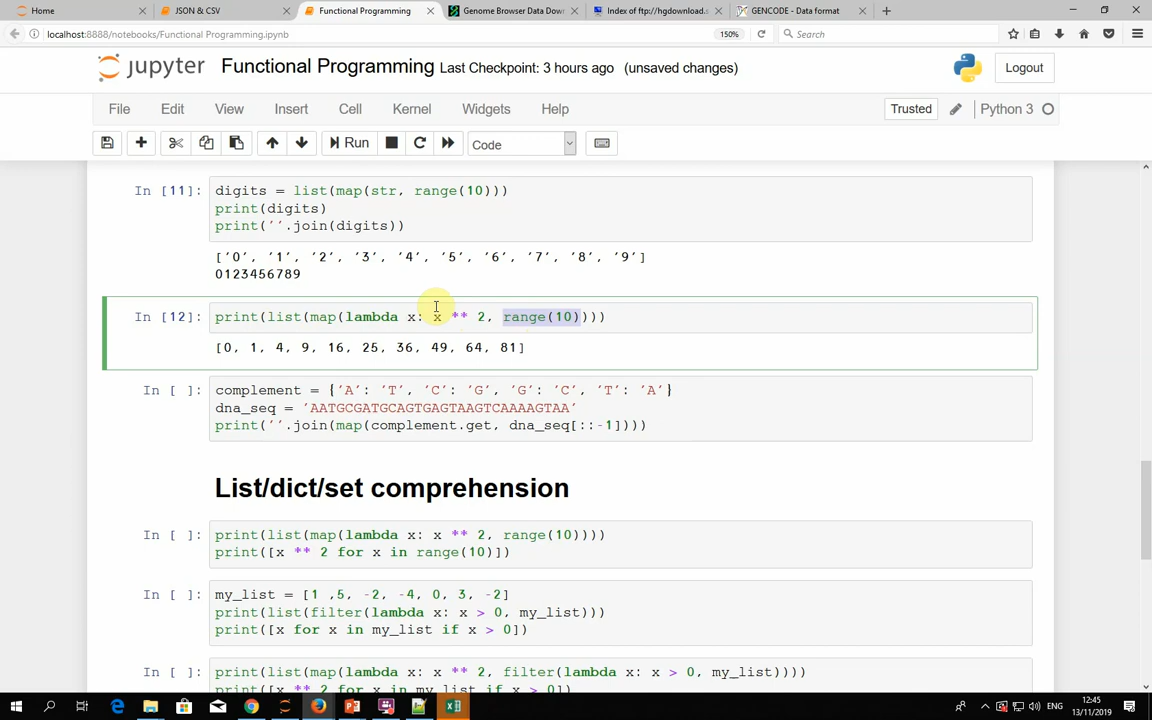 Home
JSON & CSV
Functional Programming
Genome Browser Data Dow
Index of ftp://hgdownload.s
GENCODE - Data format
localhost:8888/notebooks/Functional Programming.ipynb
150%
Search
jupyter
Functional Programming Last Checkpoint: 3 hours ago (unsaved changes)
Logout
File Edit View Insert Cell Kernel Widgets Help
Trusted
Python 3
Run
Code
In [11]: digits = list(map(str, range(10)))
print(digits)
print(''.join(digits))
['0', '1', '2', '3', '4', '5', '6', '7', '8', '9']
0123456789
In [12]: print(list(map(lambda x: x ** 2, range(10))))
[0, 1, 4, 9, 16, 25, 36, 49, 64, 81]
In [ ]: complement = {'A': 'T', 'C': 'G', 'G': 'C', 'T': 'A'}
dna_seq = 'AATGCGATGCAGTGAGTAAGTCAAAAGTAA'
print(''.join(map(complement.get, dna_seq[::-1])))
List/dict/set comprehension
In [ ]: print(list(map(lambda x: x ** 2, range(10))))
print([x ** 2 for x in range(10)])
In [ ]: my_list = [1 ,5, -2, -4, 0, 3, -2]
print(list(filter(lambda x: x > 0, my_list)))
print([x for x in my_list if x > 0])
In [ ]: print(list(map(lambda x: x ** 2, filter(lambda x: x > 0, my_list))))
print([x ** 2 for x in my_list if x > 0])
ENG
12:45
13/11/2019